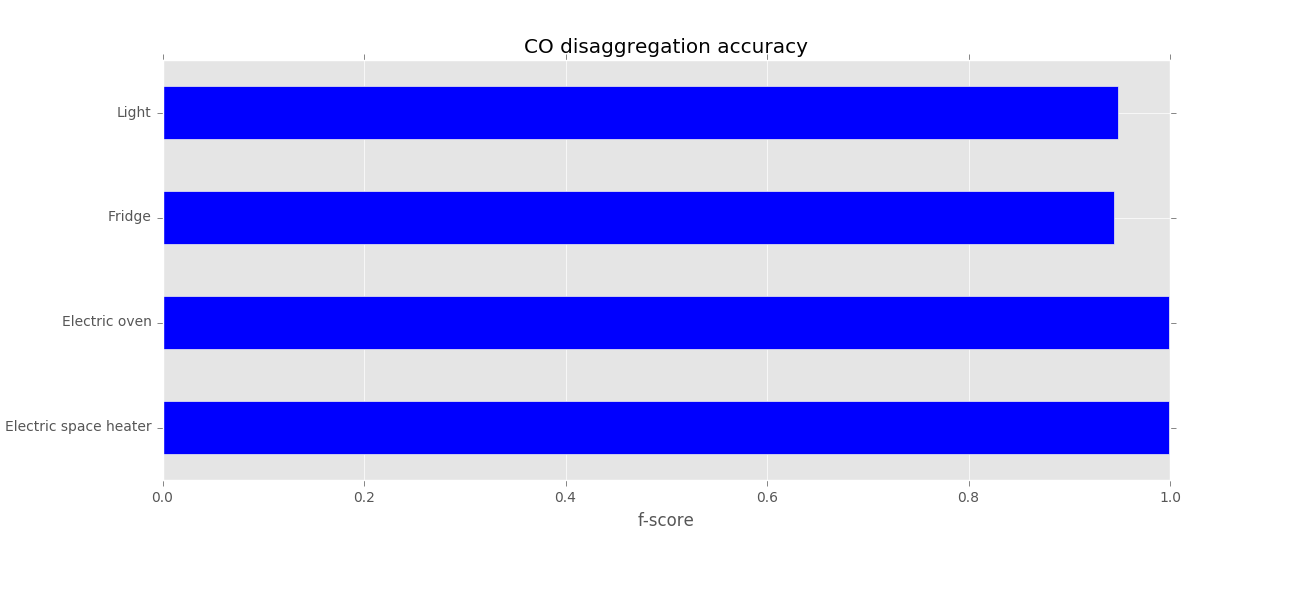 CO disaggregation accuracy
Light
Fridge
Electric oven
Electric space heater
0.0 0.2 0.4 0.6 0.8 1.0
f-score